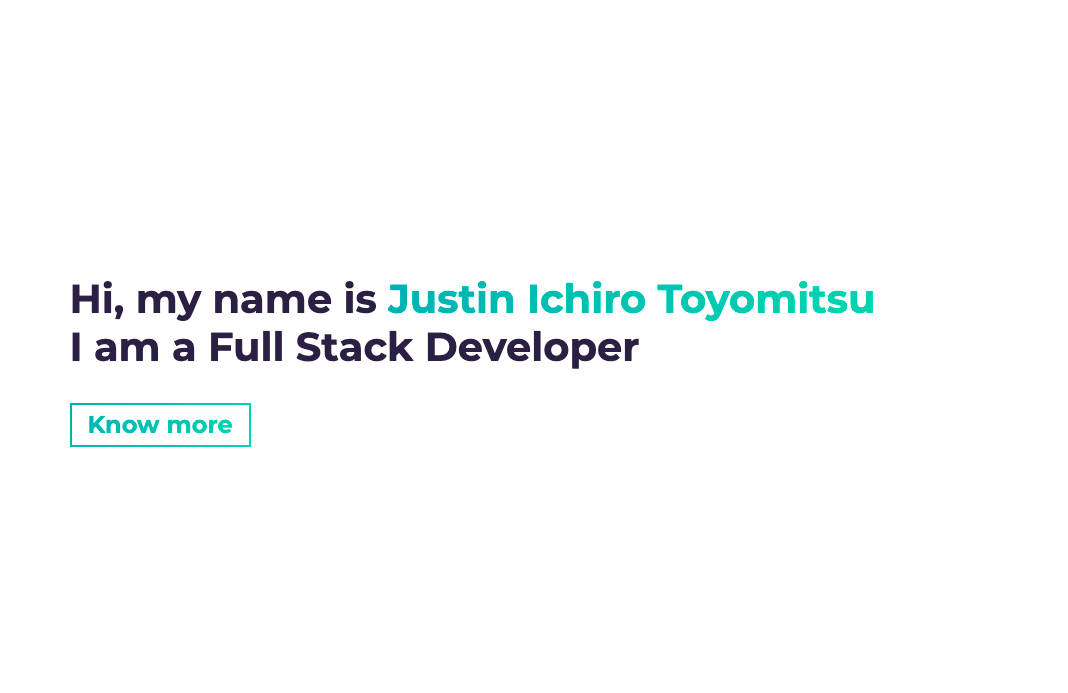 Hi, my name is Justin Ichiro Toyomitsu
I am a Full Stack Developer
Know more